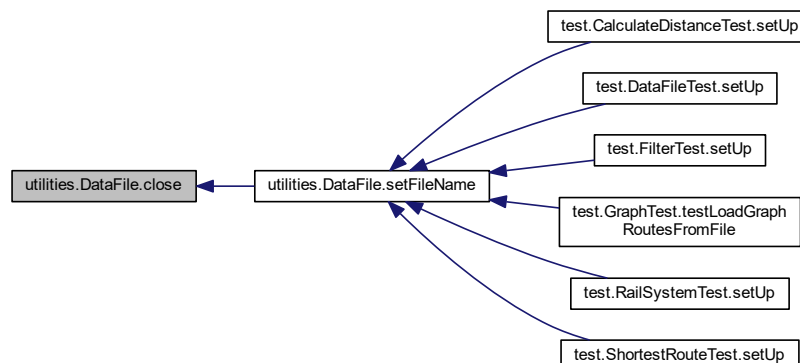 test.CalculateDistanceTest.setUp
test.DataFileTest.setUp
test.FilterTest.setUp
utilities.DataFile.close
utilities.DataFile.setFileName
test.GraphTest.testLoadGraph
RoutesFromFile
test.RailSystemTest.setUp
test.ShortestRouteTest.setUp